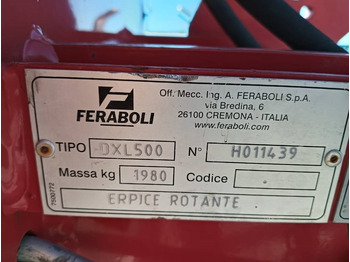 Off. Mecc. Ing. A. FERABOLI S.p.A.
via Bredina, 6
26100 CREMONA - ITALIA
www.feraboli.com
FERABOLI
TIPO DXL500 N° H011439
Massa kg 1980 Codice
ERPICE ROTANTE
7500772